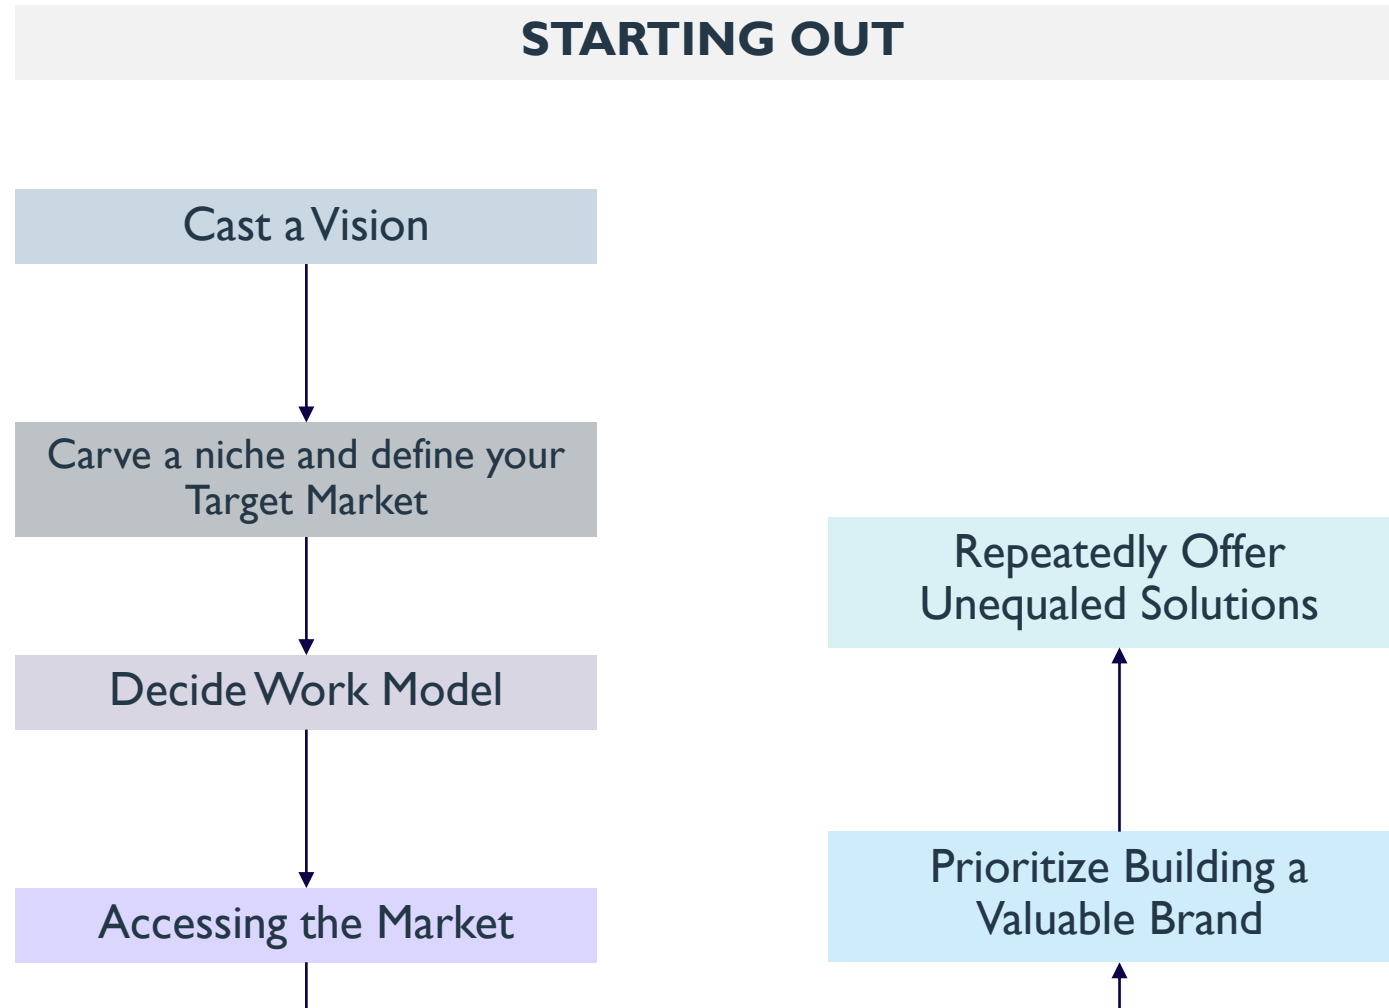 STARTING OUT
Cast a Vision
Carve a niche and define your
Target Market
Decide Work Model
Accessing the Market
Repeatedly Offer
Unequaled Solutions
Prioritize Building a
Valuable Brand